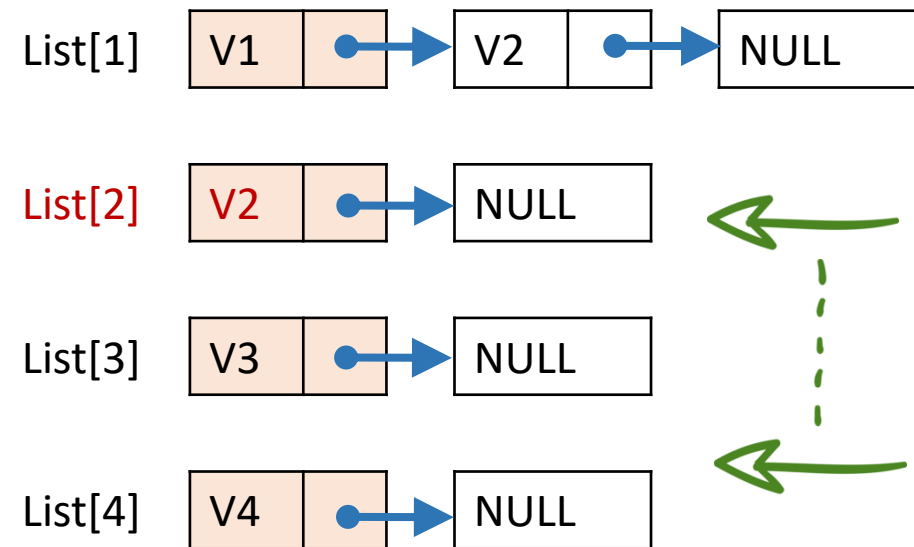 List[1] V1 V2 NULL
List[2] V2 NULL
List[3] V3 NULL
List[4] V4 NULL